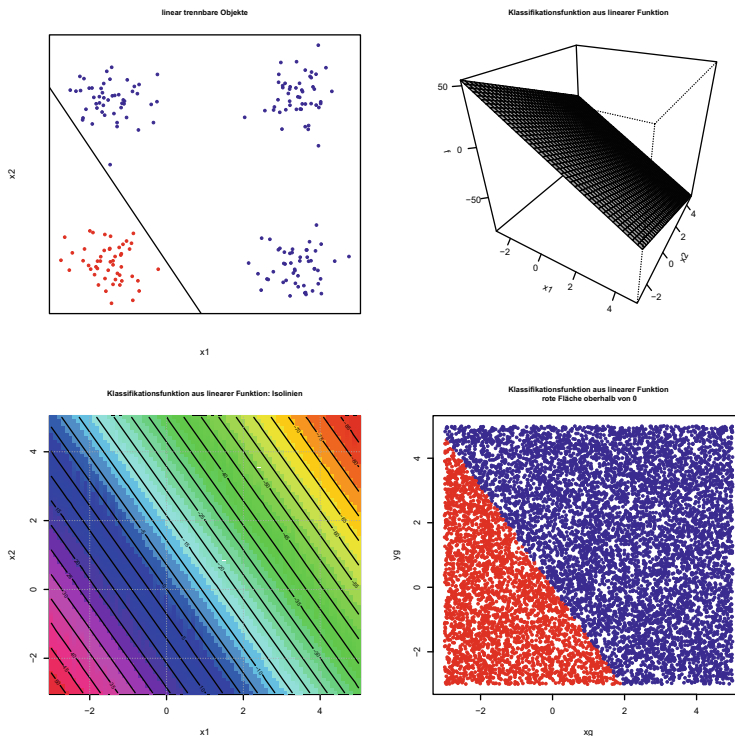 linear trennbare Objekte
x2
x1
Klassifikationsfunktion aus linearer Funktion
50
0
−50
−2
0
2
4
x1
−2
0
2
4
x2
Klassifikationsfunktion aus linearer Funktion: Isolinien
4
2
0
−2
x2
−2
0
2
4
x1
Klassifikationsfunktion aus linearer Funktion
rote Fläche oberhalb von 0
4
2
0
−2
yg
−2
0
2
4
xg